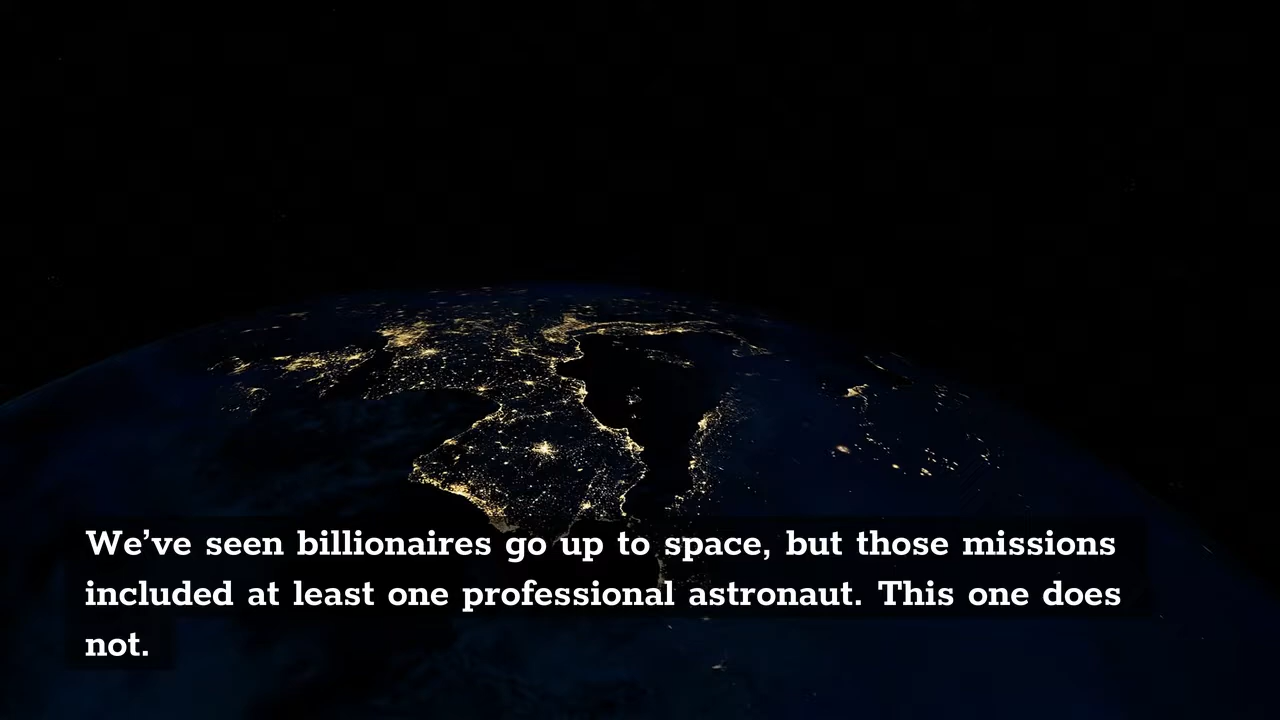 We’ve seen billionaires go up to space, but those missions
included at least one professional astronaut. This one does
not.